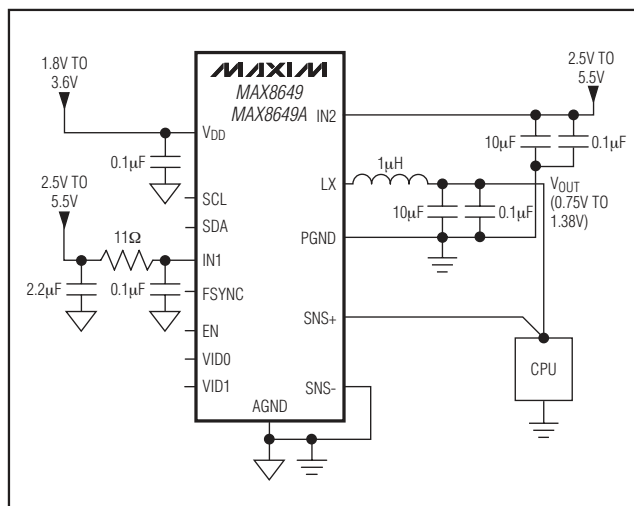 1.8V TO
3.6V
MAXIM
MAX8649
MAX8649A
2.5V TO
5.5V
VDD
IN2
0.1µF
10µF
0.1µF
2.5V TO
5.5V
SCL
LX
1µH
VOUT
(0.75V TO
1.38V)
SDA
10µF
0.1µF
11Ω
IN1
PGND
2.2µF
0.1µF
FSYNC
EN
SNS+
VID0
CPU
VID1
SNS-
AGND